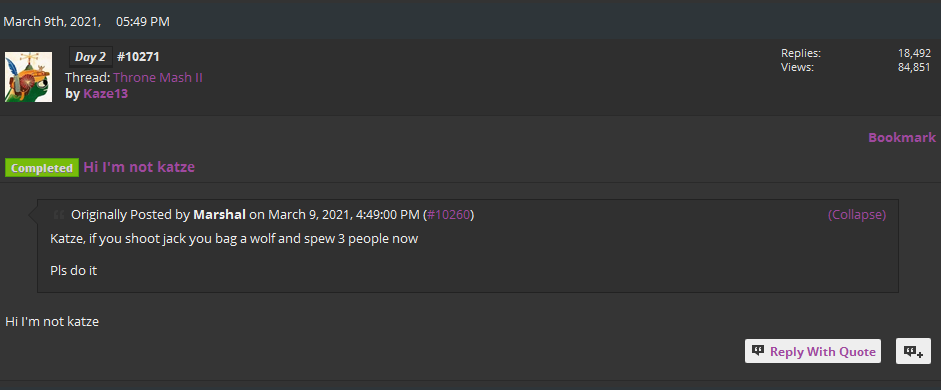 March 9th, 2021, 05:49 PM
Day 2 #10271
Replies: 18,492
Thread: Throne Mash II
Views: 84,851
by Kaze13
Bookmark
Completed Hi I'm not katze
Originally Posted by Marshal on March 9, 2021, 4:49:00 PM (#10260) (Collapse)
Katze, if you shoot jack you bag a wolf and spew 3 people now
Pls do it
Hi I'm not katze
Reply With Quote